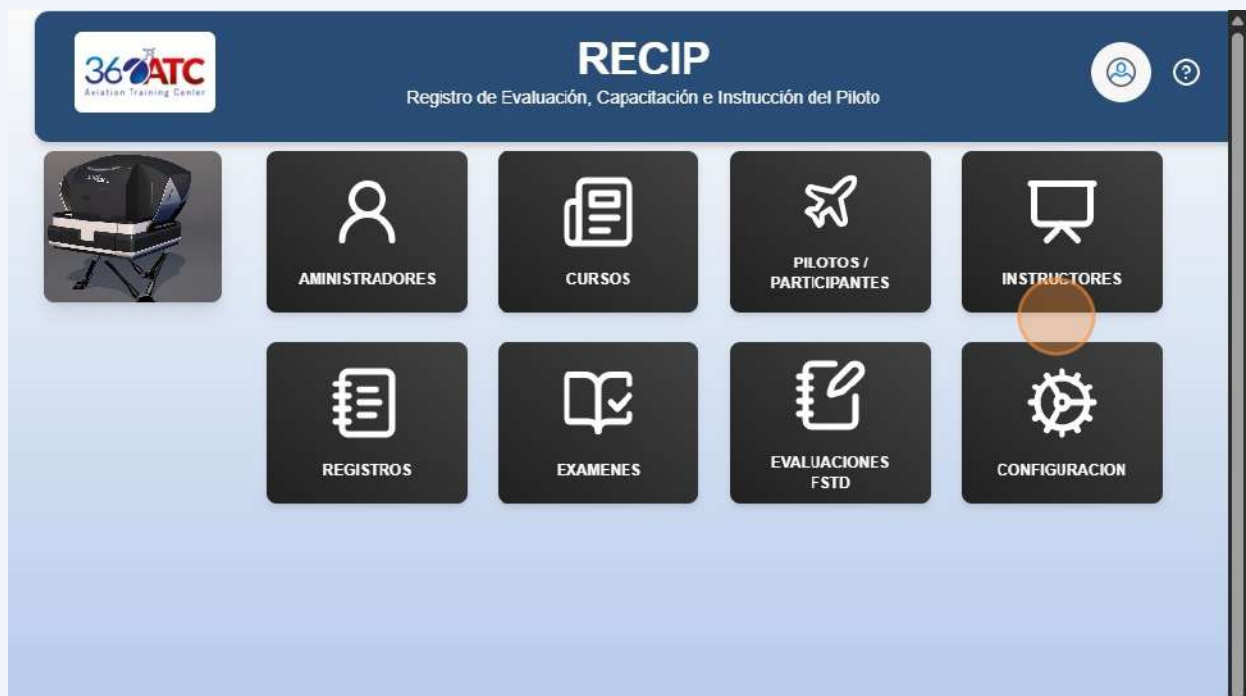 360ATC
Aviation Training Center
RECIP
Registro de Evaluación, Capacitación e Instrucción del Piloto
AMINISTRADORES
CURSOS
PILOTOS /
PARTICIPANTES
INSTRUCTORES
REGISTROS
EXAMENES
EVALUACIONES
FSTD
CONFIGURACION